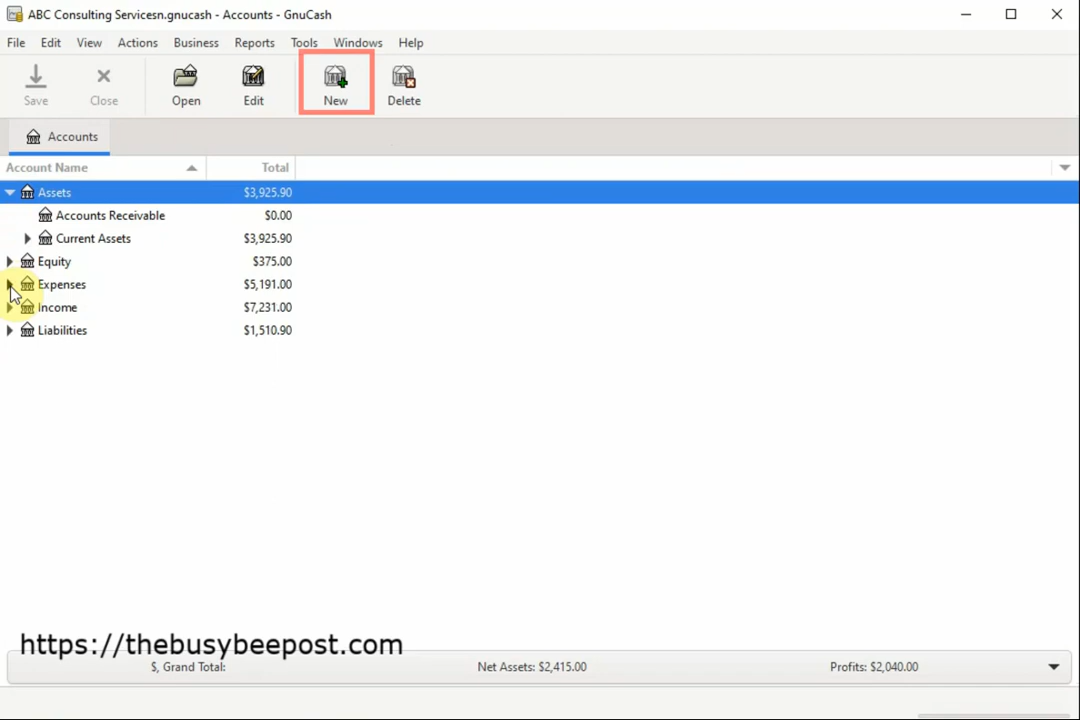 ABC Consulting Servicesn.gnucash - Accounts - GnuCash
File Edit View Actions Business Reports Tools Windows Help
Save Close Open Edit New Delete
Accounts
Account Name Total
Assets $3,925.90
Accounts Receivable $0.00
Current Assets $3,925.90
Equity $375.00
Expenses $5,191.00
Income $7,231.00
Liabilities $1,510.90
https://thebusybeepost.com
$, Grand Total: Net Assets: $2,415.00 Profits: $2,040.00